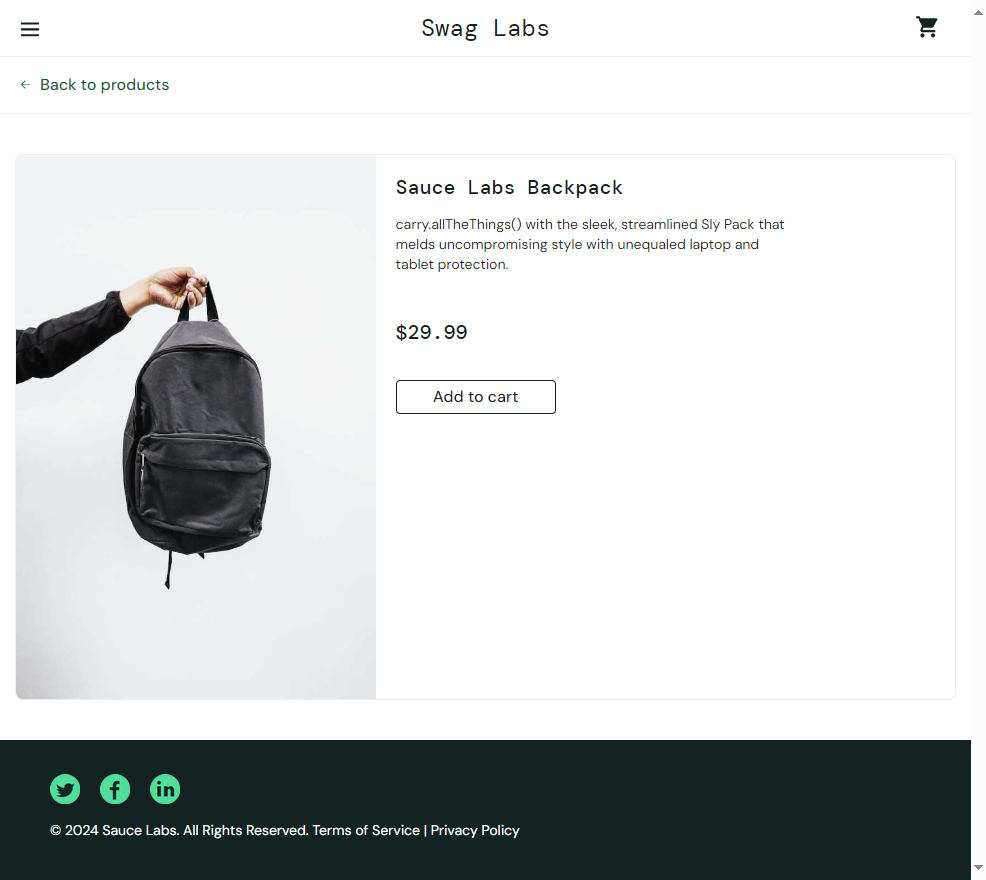 Swag Labs
Back to products
Sauce Labs Backpack
carry.allTheThings() with the sleek, streamlined Sly Pack that
melds uncompromising style with unequaled laptop and
tablet protection.
$29.99
Add to cart
© 2024 Sauce Labs. All Rights Reserved. Terms of Service | Privacy Policy